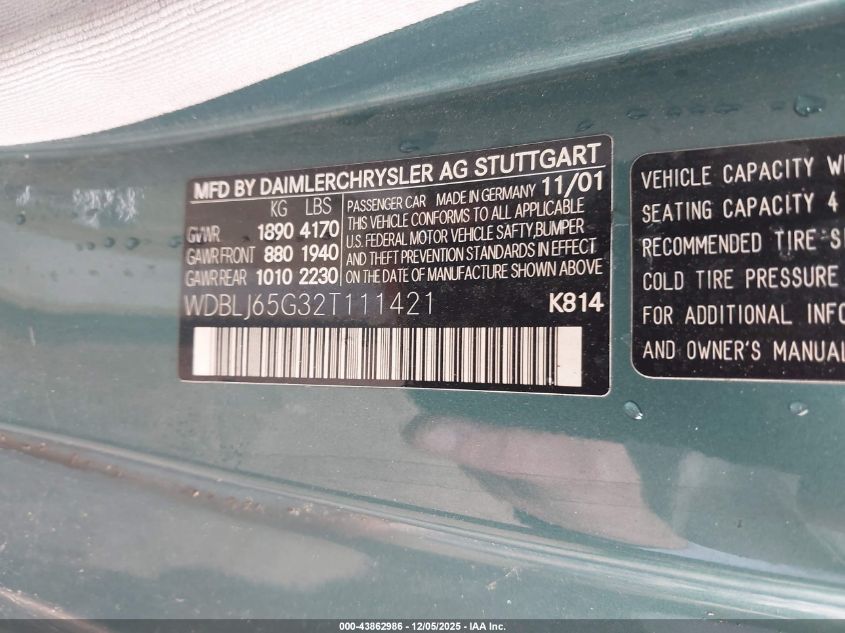 MFD BY DAIMLERCHRYSLER AG STUTTGART
KG LBS
GVWR 1890 4170
GAWR FRONT 880 1940
GAWR REAR 1010 2230
PASSENGER CAR MADE IN GERMANY 11/01
THIS VEHICLE CONFORMS TO ALL APPLICABLE
U.S. FEDERAL MOTOR VEHICLE SAFTY,BUMPER
AND THEFT PREVENTION STANDARDS IN EFFECT
ON THE DATE OF MANUFACTURE SHOWN ABOVE
WDBLJ65G32T111421 K814
VEHICLE CAPACITY
SEATING CAPACITY 4
RECOMMENDED TIRE
COLD TIRE PRESSURE
FOR ADDITIONAL INFOR
AND OWNER'S MANUAL
000-43862986 - 12/05/2025 - IAA Inc.